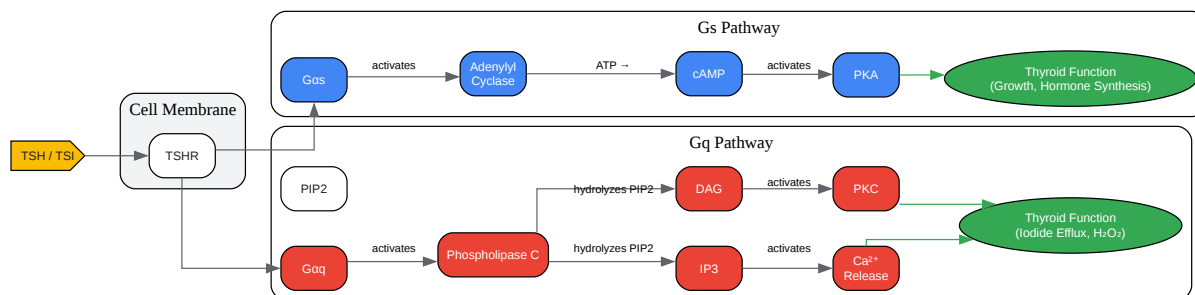 Gs Pathway
Gαs
activates
Adenylyl
Cyclase
ATP →
cAMP
activates
PKA
Thyroid Function
(Growth, Hormone Synthesis)
Cell Membrane
TSH / TSI
TSHR
Gq Pathway
PIP2
hydrolyzes PIP2
DAG
activates
PKC
Thyroid Function
(Iodide Efflux, H₂O₂)
Gαq
activates
Phospholipase C
hydrolyzes PIP2
IP3
activates
Ca²⁺
Release